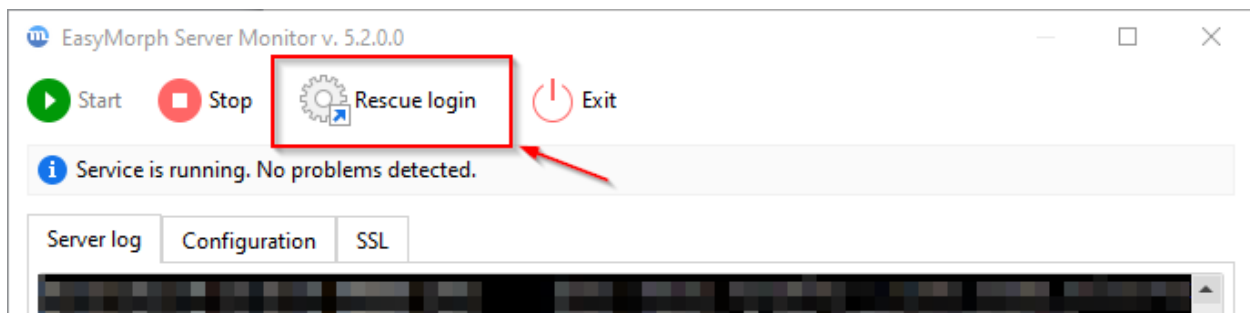 EasyMorph Server Monitor v. 5.2.0.0
Start Stop Rescue login Exit
Service is running. No problems detected.
Server log Configuration SSL